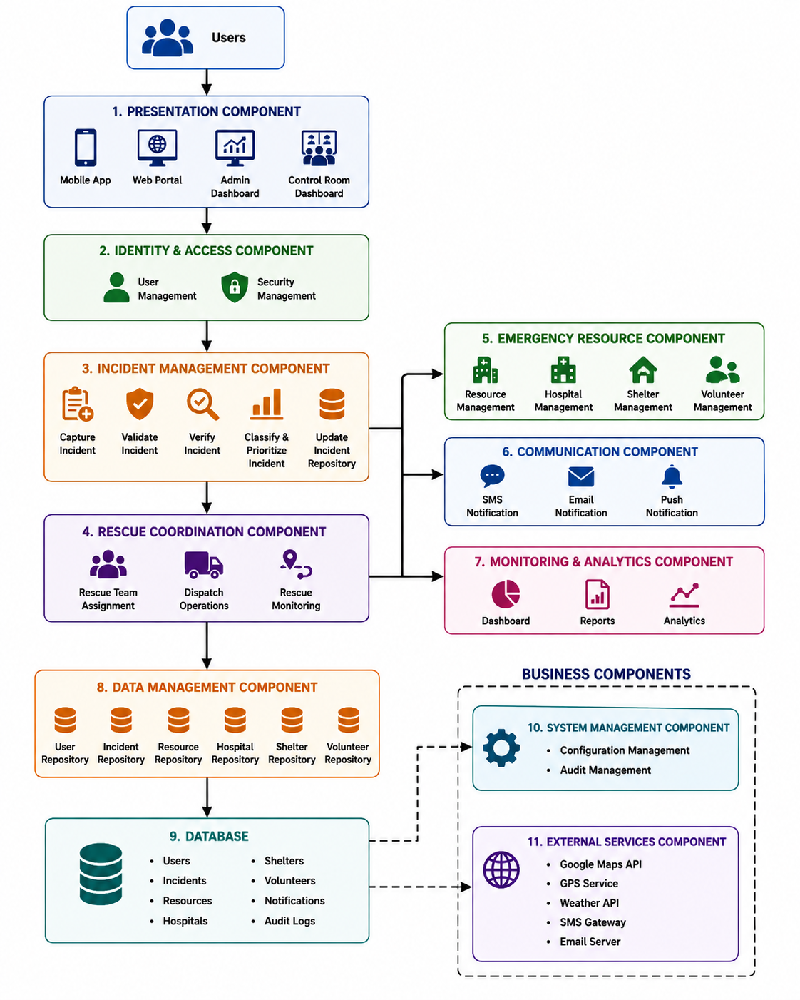 Users
1. PRESENTATION COMPONENT
Mobile App
Web Portal
Admin
Dashboard
Control Room
Dashboard
2. IDENTITY & ACCESS COMPONENT
User
Management
Security
Management
3. INCIDENT MANAGEMENT COMPONENT
Capture
Incident
Validate
Incident
Verify
Incident
Classify &
Prioritize
Incident
Update
Incident
Repository
4. RESCUE COORDINATION COMPONENT
Rescue Team
Assignment
Dispatch
Operations
Rescue
Monitoring
5. EMERGENCY RESOURCE COMPONENT
Resource
Management
Hospital
Management
Shelter
Management
Volunteer
Management
6. COMMUNICATION COMPONENT
SMS
Notification
Email
Notification
Push
Notification
7. MONITORING & ANALYTICS COMPONENT
Dashboard
Reports
Analytics
8. DATA MANAGEMENT COMPONENT
User
Repository
Incident
Repository
Resource
Repository
Hospital
Repository
Shelter
Repository
Volunteer
Repository
9. DATABASE
• Users
• Incidents
• Resources
• Hospitals
• Shelters
• Volunteers
• Notifications
• Audit Logs
BUSINESS COMPONENTS
10. SYSTEM MANAGEMENT COMPONENT
• Configuration Management
• Audit Management
11. EXTERNAL SERVICES COMPONENT
• Google Maps API
• GPS Service
• Weather API
• SMS Gateway
• Email Server